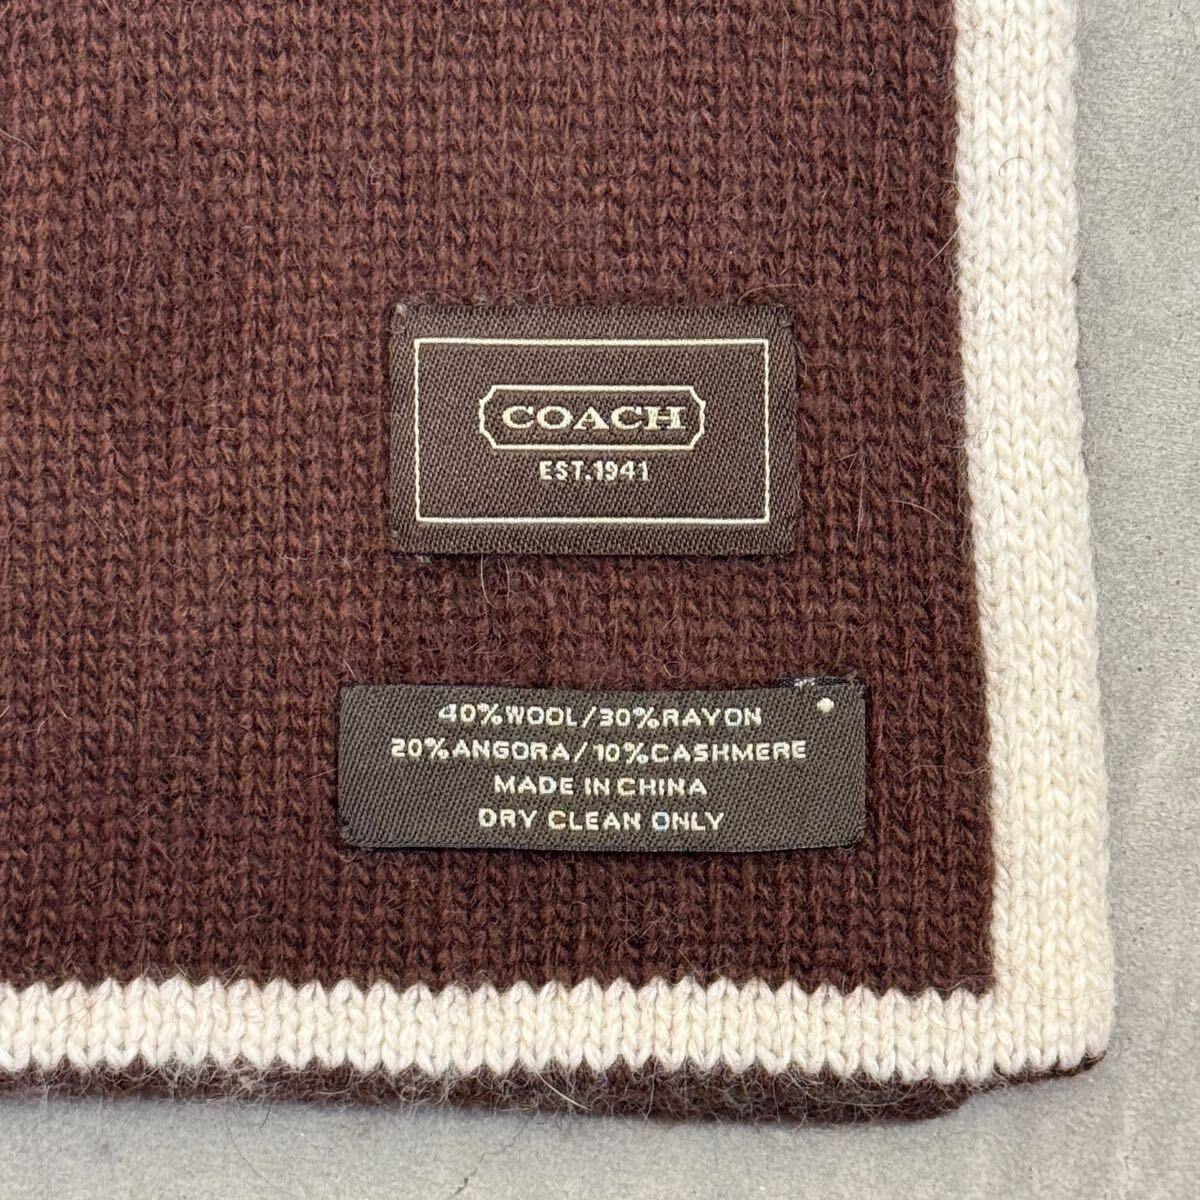 COACH
EST.1941
40%WOOL/30%RAYON
20%ANGORA/10%CASHMERE
MADE IN CHINA
DRY CLEAN ONLY